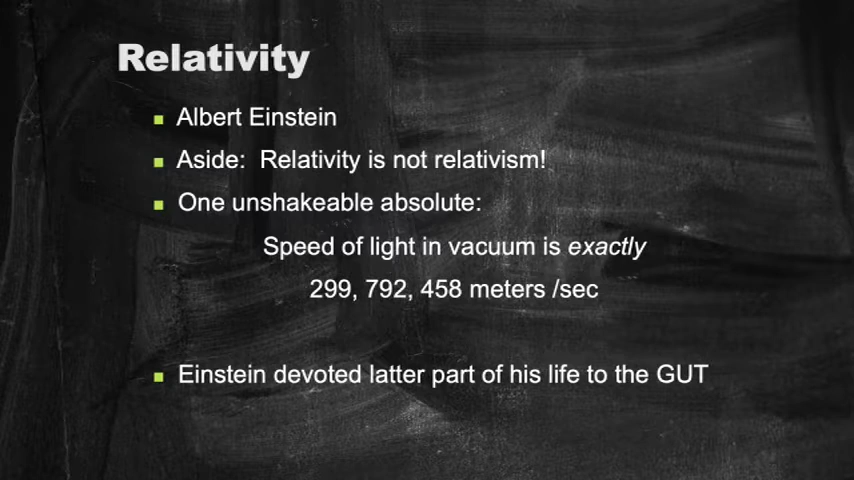 Relativity
▪ Albert Einstein
▪ Aside: Relativity is not relativism!
▪ One unshakeable absolute:
Speed of light in vacuum is exactly
299, 792, 458 meters /sec
▪ Einstein devoted latter part of his life to the GUT